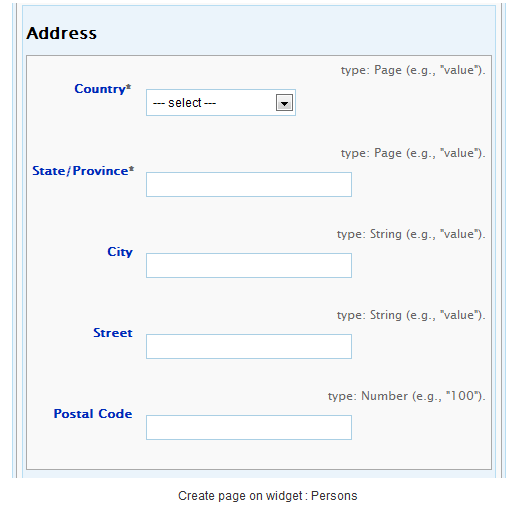 Address
type: Page (e.g., "value").
Country*
--- select ---
type: Page (e.g., "value").
State/Province*
type: String (e.g., "value").
City
type: String (e.g., "value").
Street
type: Number (e.g., "100").
Postal Code
Create page on widget : Persons